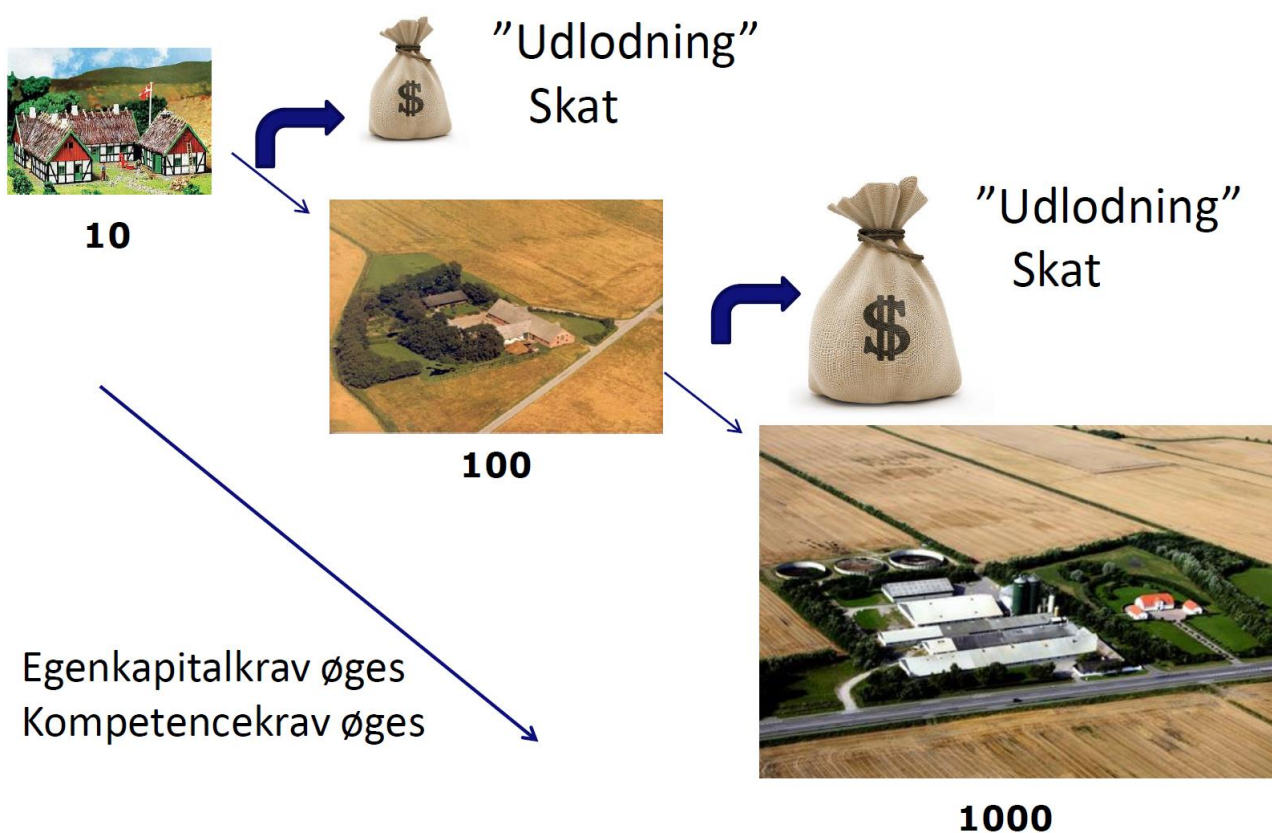 ”Udlodning”
Skat
10
”Udlodning”
Skat
100
Egenkapitalkrav øges
Kompetencekrav øges
1000